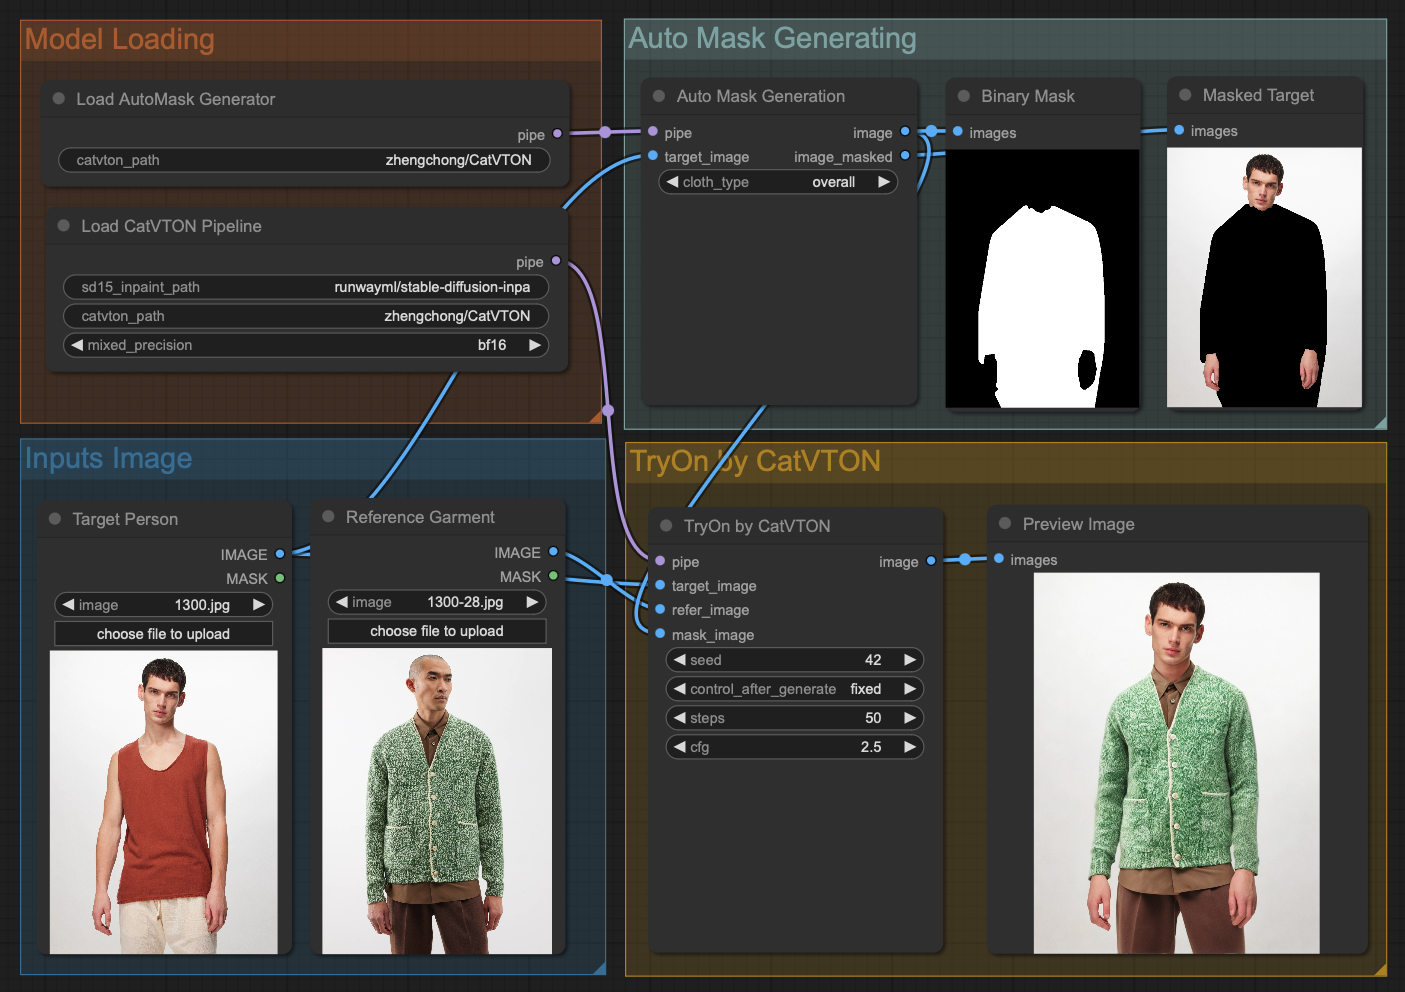 Model Loading
Load AutoMask Generator
pipe
catvton_path zhengchong/CatVTON
Load CatVTON Pipeline
pipe
sd15_inpaint_path runwayml/stable-diffusion-inpa
catvton_path zhengchong/CatVTON
mixed_precision bf16
Auto Mask Generating
Auto Mask Generation
pipe image
target_image image_masked
cloth_type overall
Binary Mask
images
Masked Target
images
Inputs Image
Target Person
IMAGE
MASK
image 1300.jpg
choose file to upload
Reference Garment
IMAGE
MASK
image 1300-28.jpg
choose file to upload
TryOn by CatVTON
TryOn by CatVTON
pipe image
target_image
refer_image
mask_image
seed 42
control_after_generate fixed
steps 50
cfg 2.5
Preview Image
images